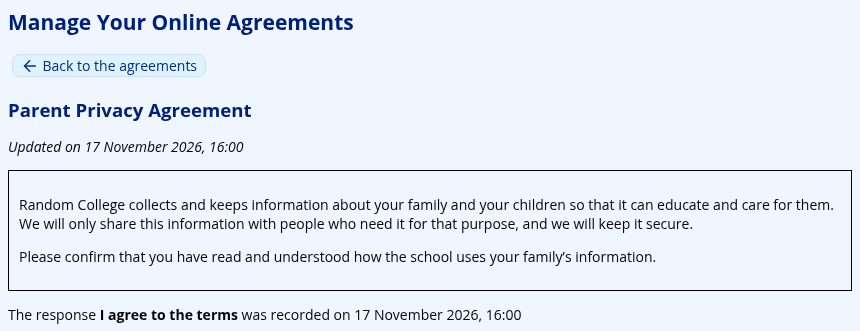 Manage Your Online Agreements
← Back to the agreements
Parent Privacy Agreement
Updated on 17 November 2026, 16:00
Random College collects and keeps information about your family and your children so that it can educate and care for them.
We will only share this information with people who need it for that purpose, and we will keep it secure.
Please confirm that you have read and understood how the school uses your family’s information.
The response I agree to the terms was recorded on 17 November 2026, 16:00